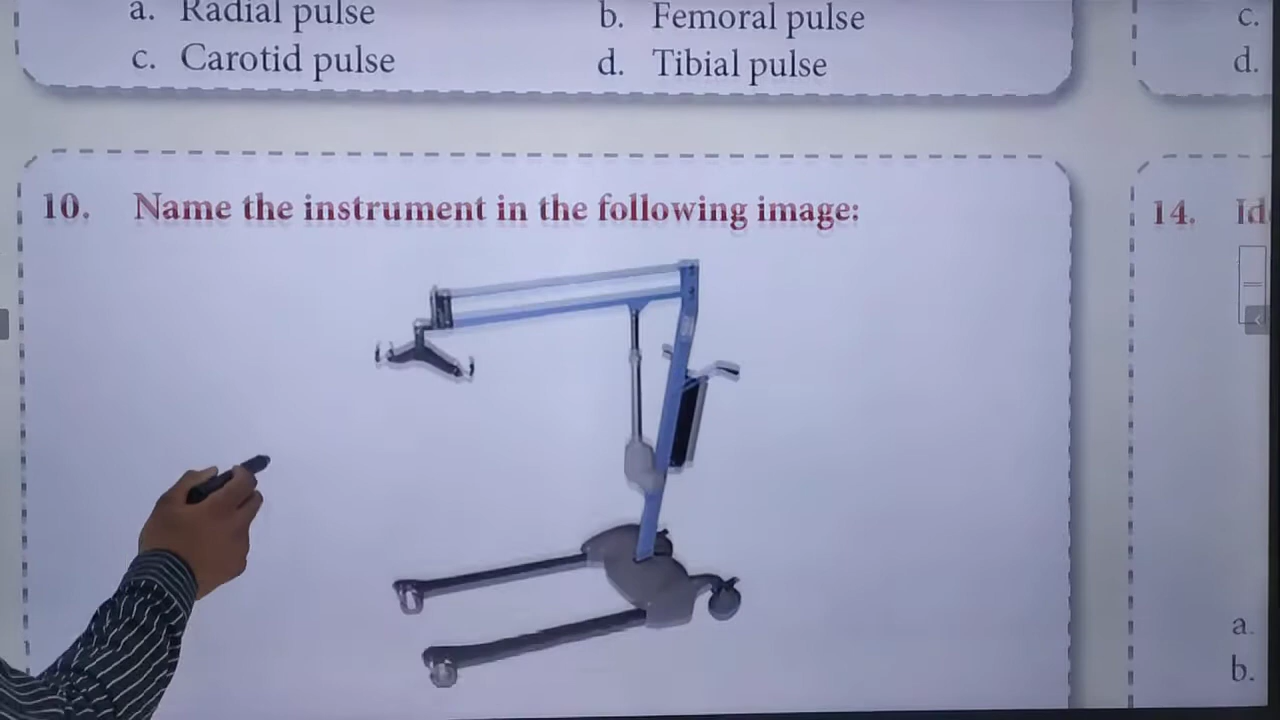 a. Radial pulse b. Femoral pulse
c. Carotid pulse d. Tibial pulse
c.
d.
10. Name the instrument in the following image:
14.
a.
b.